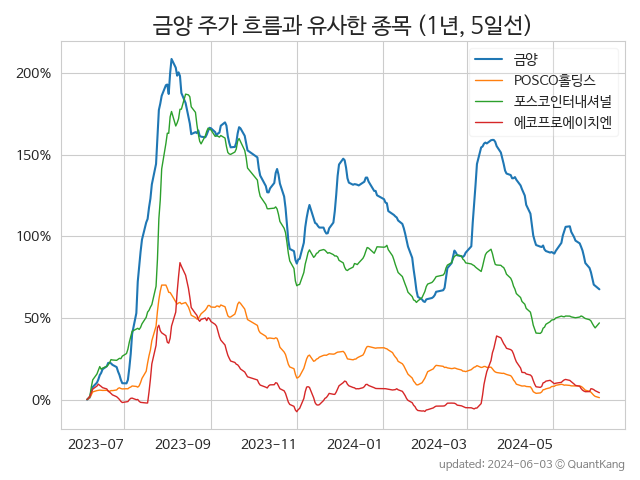 금양 주가 흐름과 유사한 종목 (1년, 5일선)
금양
POSCO홀딩스
포스코인터내셔널
에코프로에이치엔
200%
150%
100%
50%
0%
2023-07 2023-09 2023-11 2024-01 2024-03 2024-05
updated: 2024-06-03 © QuantKang